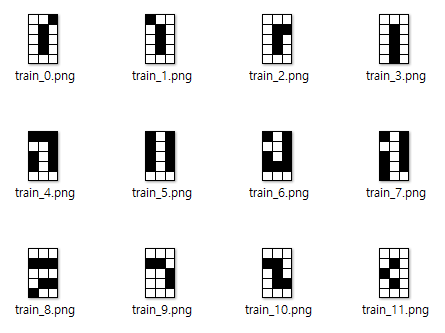 train_0.png train_1.png train_2.png train_3.png
train_4.png train_5.png train_6.png train_7.png
train_8.png train_9.png train_10.png train_11.png